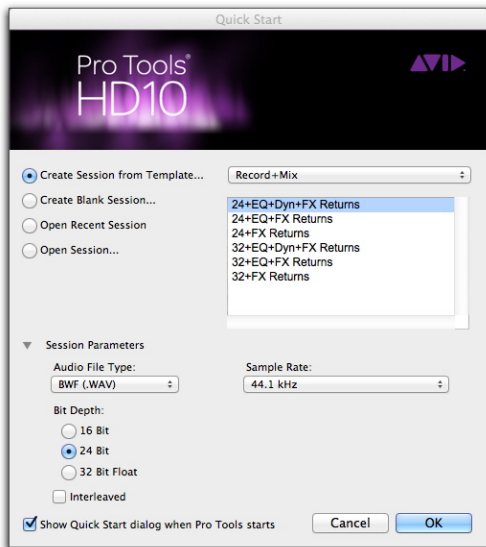 Quick Start
Pro Tools®
HD10
AVID
Create Session from Template...
Record+Mix
Create Blank Session...
Open Recent Session
Open Session...
24+EQ+Dyn+FX Returns
24+EQ+FX Returns
24+FX Returns
32+EQ+Dyn+FX Returns
32+EQ+FX Returns
32+FX Returns
Session Parameters
Audio File Type:
BWF (.WAV)
Sample Rate:
44.1 kHz
Bit Depth:
16 Bit
24 Bit
32 Bit Float
Interleaved
Show Quick Start dialog when Pro Tools starts
Cancel
OK